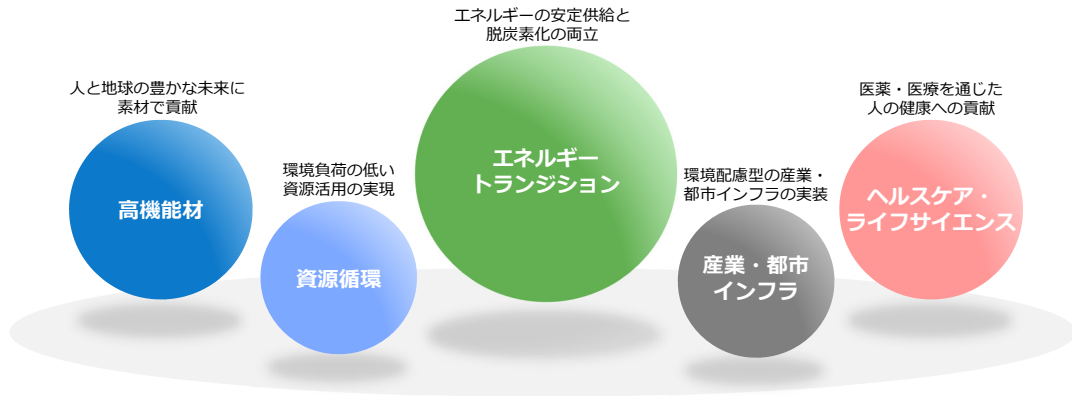 人と地球の豊かな未来に
素材で貢献
高機能材
環境負荷の低い
資源活用の実現
資源循環
エネルギーの安定供給と
脱炭素化の両立
エネルギー
トランジション
環境配慮型の産業・
都市インフラの実装
産業・都市
インフラ
医薬・医療を通じた
人の健康への貢献
ヘルスケア・
ライフサイエンス